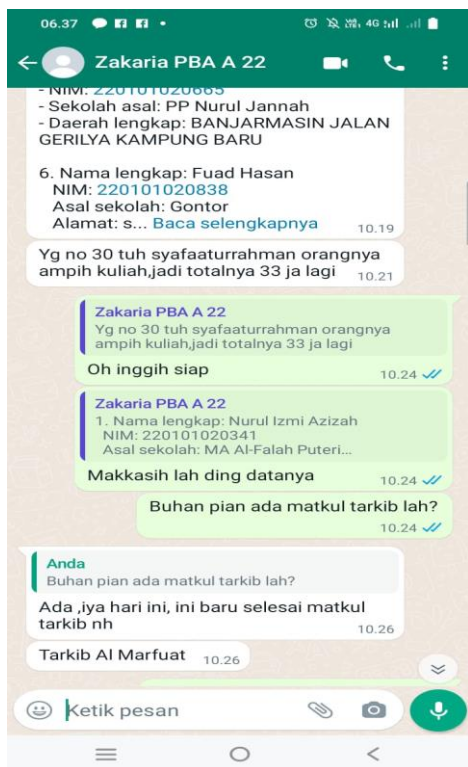 06.37
4G
Zakaria PBA A 22
- NIM: 220101020665
- Sekolah asal: PP Nurul Jannah
- Daerah lengkap: BANJARMASIN JALAN
GERILYA KAMPUNG BARU
6. Nama lengkap: Fuad Hasan
NIM: 220101020838
Asal sekolah: Gontor
Alamat: s... Baca selengkapnya
10.19
Yg no 30 tuh syafaaturrahman orangnya
ampih kuliah,jadi totalnya 33 ja lagi
10.21
Zakaria PBA A 22
Yg no 30 tuh syafaaturrahman orangnya
ampih kuliah,jadi totalnya 33 ja lagi
Oh inggih siap
10.24
Zakaria PBA A 22
1. Nama lengkap: Nurul Izmi Azizah
NIM: 220101020341
Asal sekolah: MA Al-Falah Puteri...
Makkasih lah ding datanya
10.24
Buhan pian ada matkul tarkib lah?
10.24
Anda
Buhan pian ada matkul tarkib lah?
Ada ,iya hari ini, ini baru selesai matkul
tarkib nh
10.26
Tarkib Al Marfuat
10.26
Ketik pesan